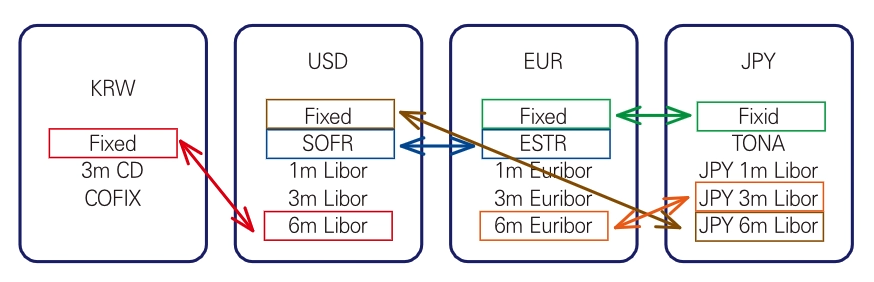 KRW
Fixed
3m CD
COFIX
USD
Fixed
SOFR
1m Libor
3m Libor
6m Libor
EUR
Fixed
ESTR
1m Euribor
3m Euribor
6m Euribor
JPY
Fixid
TONA
JPY 1m Libor
JPY 3m Libor
JPY 6m Libor